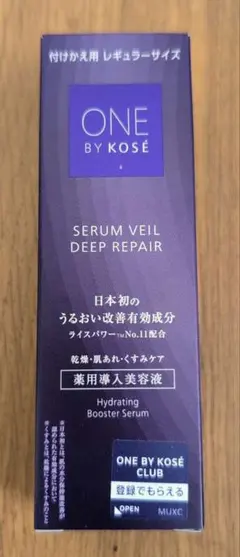 付けかえ用 レギュラーサイズ
ONE
BY KOSÉ
SERUM VEIL
DEEP REPAIR
日本初の
うるおい改善有効成分
ライスパワー™No.11配合
乾燥・肌あれ・くすみケア
薬用導入美容液
Hydrating
Booster Serum
ONE BY KOSÉ
CLUB
登録でもらえる
OPEN
MUXC